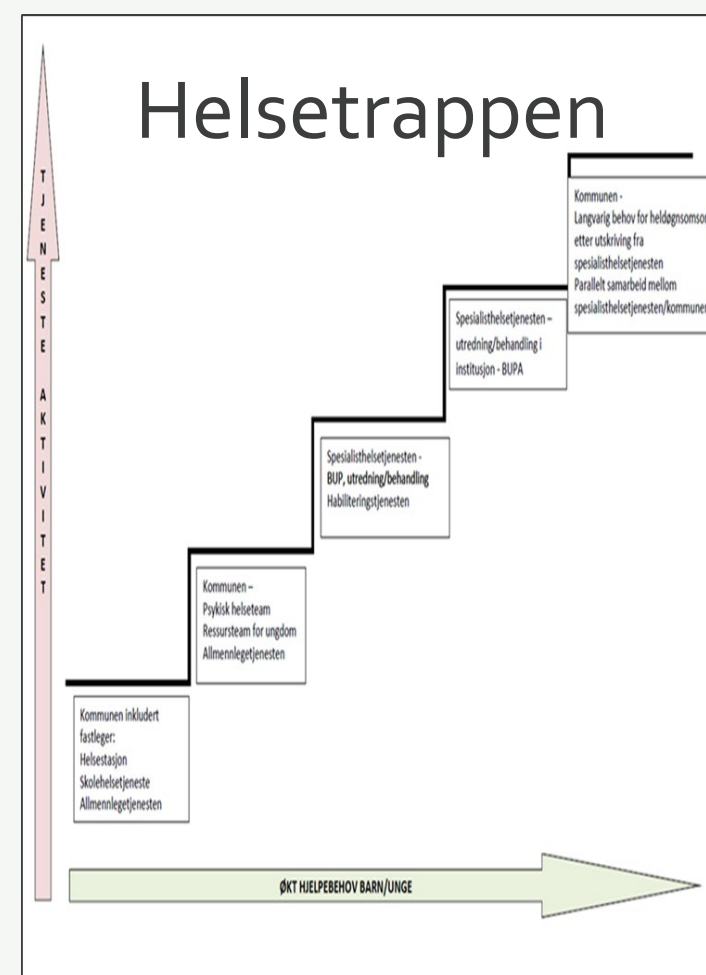 Helsetrappen
TJENESTE AKTIVITET
Kommunen -
Langvarig behov for
etter utskriving fra
spesialisthelsetjenesten
Parallelt samarbeid mellom
spesialisthelsetjenesten/kommunen
Spesialisthelsetjenesten –
utredning/behandling i
institusjon - BUPA
Spesialisthelsetjenesten -
BUP, utredning/behandling
Habiliteringstjenesten
Kommunen –
Psykisk helseteam
Ressursteam for ungdom
Allmennlegetjenesten
Kommunen inkludert
fastleger:
Helsestasjon
Skolehelsetjeneste
Allmennlegetjenesten
ØKT HJELPEBEHOV BARN/UNGE